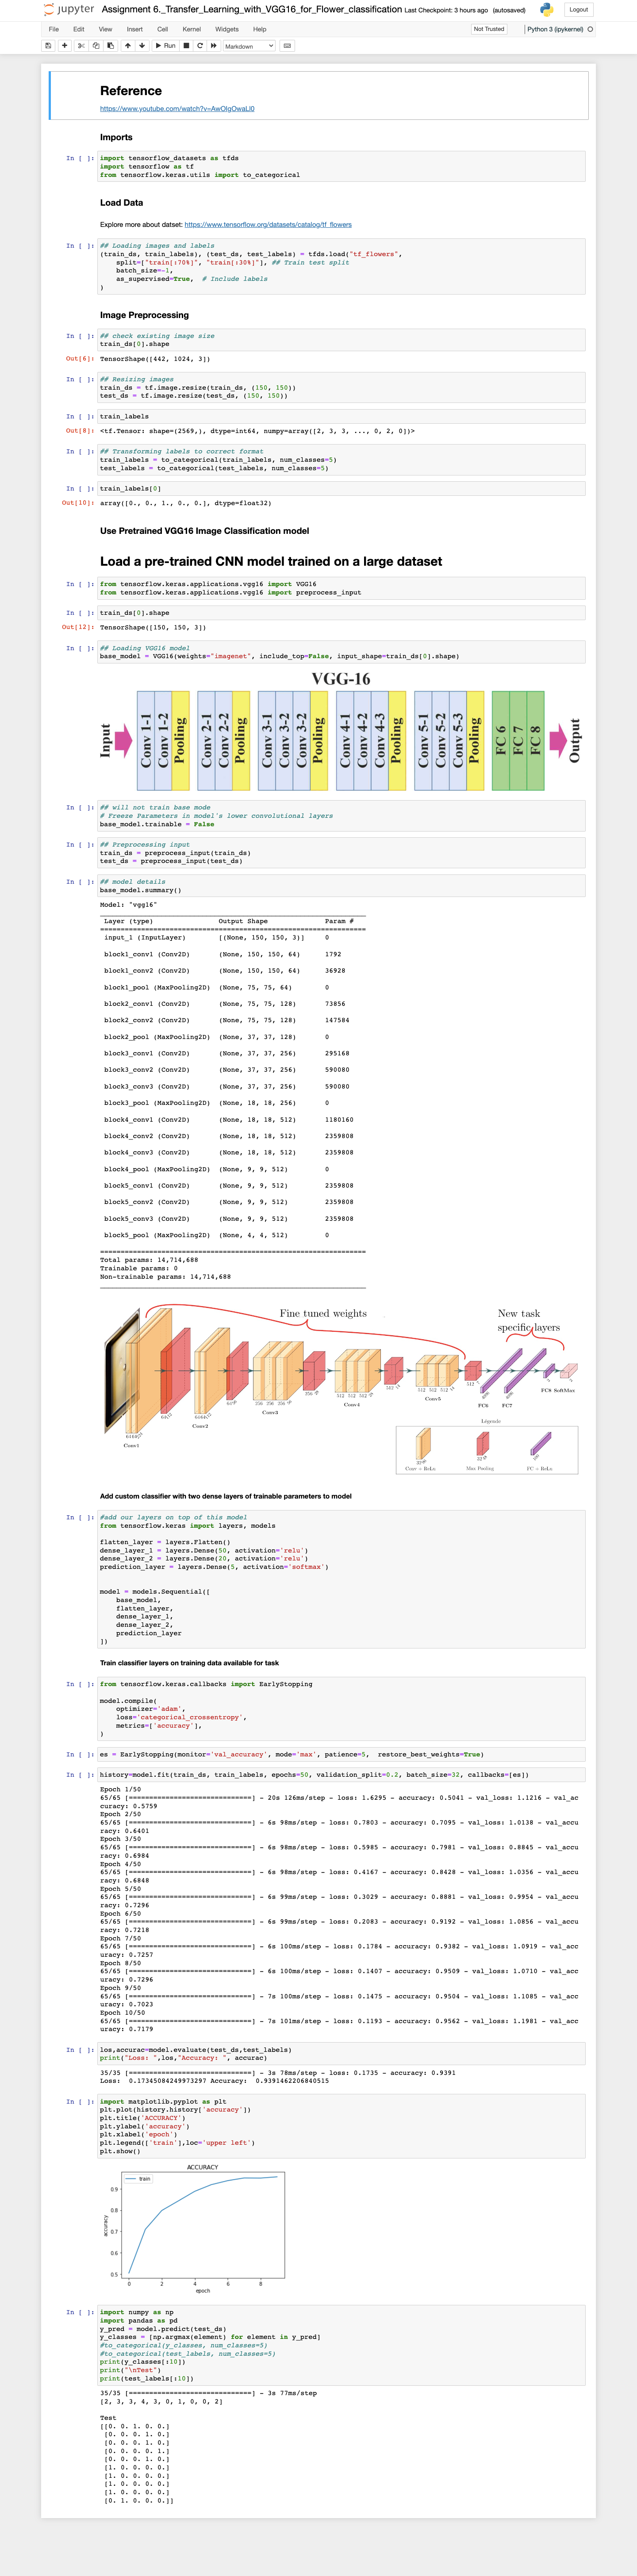 jupyter Assignment 6._Transfer_Learning_with_VGG16_for_Flower_classification Last Checkpoint: 3 hours ago (autosaved)
Logout
File Edit View Insert Cell Kernel Widgets Help
Not Trusted
Python 3 (ipykernel)
Run
Markdown
Reference
https://www.youtube.com/watch?v=AwOIgOwaLI0
Imports
In [ ]: import tensorflow_datasets as tfds
import tensorflow as tf
from tensorflow.keras.utils import to_categorical
Load Data
Explore more about datset: https://www.tensorflow.org/datasets/catalog/tf_flowers
In [ ]: ## Loading images and labels
(train_ds, train_labels), (test_ds, test_labels) = tfds.load("tf_flowers",
split=["train[:70%]", "train[:30%]"], ## Train test split
batch_size=-1,
as_supervised=True, # Include labels
)
Image Preprocessing
In [ ]: ## check existing image size
train_ds[0].shape
Out[6]: TensorShape([442, 1024, 3])
In [ ]: ## Resizing images
train_ds = tf.image.resize(train_ds, (150, 150))
test_ds = tf.image.resize(test_ds, (150, 150))
In [ ]: train_labels
Out[8]: <tf.Tensor: shape=(2569,), dtype=int64, numpy=array([2, 3, 3, ..., 0, 2, 0])>
In [ ]: ## Transforming labels to correct format
train_labels = to_categorical(train_labels, num_classes=5)
test_labels = to_categorical(test_labels, num_classes=5)
In [ ]: train_labels[0]
Out[10]: array([0., 0., 1., 0., 0.], dtype=float32)
Use Pretrained VGG16 Image Classification model
Load a pre-trained CNN model trained on a large dataset
In [ ]: from tensorflow.keras.applications.vgg16 import VGG16
from tensorflow.keras.applications.vgg16 import preprocess_input
In [ ]: train_ds[0].shape
Out[12]: TensorShape([150, 150, 3])
In [ ]: ## Loading VGG16 model
base_model = VGG16(weights="imagenet", include_top=False, input_shape=train_ds[0].shape)
VGG-16
Input
Conv 1-1
Conv 1-2
Pooling
Conv 2-1
Conv 2-2
Pooling
Conv 3-1
Conv 3-2
Conv 3-2
Pooling
Conv 4-1
Conv 4-2
Conv 4-3
Pooling
Conv 5-1
Conv 5-2
Conv 5-3
Pooling
FC 6
FC 7
FC 8
Output
In [ ]: ## will not train base mode
# Freeze Parameters in model's lower convolutional layers
base_model.trainable = False
In [ ]: ## Preprocessing input
train_ds = preprocess_input(train_ds)
test_ds = preprocess_input(test_ds)
In [ ]: ## model details
base_model.summary()
Model: "vgg16"
Layer (type) Output Shape Param #
input_1 (InputLayer) [(None, 150, 150, 3)] 0
block1_conv1 (Conv2D) (None, 150, 150, 64) 1792
block1_conv2 (Conv2D) (None, 150, 150, 64) 36928
block1_pool (MaxPooling2D) (None, 75, 75, 64) 0
block2_conv1 (Conv2D) (None, 75, 75, 128) 73856
block2_conv2 (Conv2D) (None, 75, 75, 128) 147584
block2_pool (MaxPooling2D) (None, 37, 37, 128) 0
block3_conv1 (Conv2D) (None, 37, 37, 256) 295168
block3_conv2 (Conv2D) (None, 37, 37, 256) 590080
block3_conv3 (Conv2D) (None, 37, 37, 256) 590080
block3_pool (MaxPooling2D) (None, 18, 18, 256) 0
block4_conv1 (Conv2D) (None, 18, 18, 512) 1180160
block4_conv2 (Conv2D) (None, 18, 18, 512) 2359808
block4_conv3 (Conv2D) (None, 18, 18, 512) 2359808
block4_pool (MaxPooling2D) (None, 9, 9, 512) 0
block5_conv1 (Conv2D) (None, 9, 9, 512) 2359808
block5_conv2 (Conv2D) (None, 9, 9, 512) 2359808
block5_conv3 (Conv2D) (None, 9, 9, 512) 2359808
block5_pool (MaxPooling2D) (None, 4, 4, 512) 0
Total params: 14,714,688
Trainable params: 0
Non-trainable params: 14,714,688
Fine tuned weights
New task
specific layers
Conv1
Conv2
256 256 256
Conv3
256
512 512 512
Conv4
512
512 512 512
Conv5
512
FC6
FC7
FC8 SoftMax
Légende
Conv + ReLu
Max Pooling
FC + ReLu
Add custom classifier with two dense layers of trainable parameters to model
In [ ]: #add our layers on top of this model
from tensorflow.keras import layers, models
flatten_layer = layers.Flatten()
dense_layer_1 = layers.Dense(50, activation='relu')
dense_layer_2 = layers.Dense(20, activation='relu')
prediction_layer = layers.Dense(5, activation='softmax')
model = models.Sequential([
base_model,
flatten_layer,
dense_layer_1,
dense_layer_2,
prediction_layer
])
Train classifier layers on training data available for task
In [ ]: from tensorflow.keras.callbacks import EarlyStopping
model.compile(
optimizer='adam',
loss='categorical_crossentropy',
metrics=['accuracy'],
)
In [ ]: es = EarlyStopping(monitor='val_accuracy', mode='max', patience=5, restore_best_weights=True)
In [ ]: history=model.fit(train_ds, train_labels, epochs=50, validation_split=0.2, batch_size=32, callbacks=[es])
Epoch 1/50
65/65 [==============================] - 20s 126ms/step - loss: 1.6295 - accuracy: 0.5041 - val_loss: 1.1216 - val_ac
curacy: 0.5759
Epoch 2/50
65/65 [==============================] - 6s 98ms/step - loss: 0.7803 - accuracy: 0.7095 - val_loss: 1.0138 - val_accu
racy: 0.6401
Epoch 3/50
65/65 [==============================] - 6s 98ms/step - loss: 0.5985 - accuracy: 0.7981 - val_loss: 0.8845 - val_accu
racy: 0.6984
Epoch 4/50
65/65 [==============================] - 6s 98ms/step - loss: 0.4167 - accuracy: 0.8428 - val_loss: 1.0356 - val_accu
racy: 0.6848
Epoch 5/50
65/65 [==============================] - 6s 99ms/step - loss: 0.3029 - accuracy: 0.8881 - val_loss: 0.9954 - val_accu
racy: 0.7296
Epoch 6/50
65/65 [==============================] - 6s 99ms/step - loss: 0.2083 - accuracy: 0.9192 - val_loss: 1.0856 - val_accu
racy: 0.7218
Epoch 7/50
65/65 [==============================] - 6s 100ms/step - loss: 0.1784 - accuracy: 0.9382 - val_loss: 1.0919 - val_acc
uracy: 0.7257
Epoch 8/50
65/65 [==============================] - 6s 100ms/step - loss: 0.1407 - accuracy: 0.9509 - val_loss: 1.0710 - val_acc
uracy: 0.7296
Epoch 9/50
65/65 [==============================] - 7s 100ms/step - loss: 0.1475 - accuracy: 0.9504 - val_loss: 1.1085 - val_acc
uracy: 0.7023
Epoch 10/50
65/65 [==============================] - 7s 101ms/step - loss: 0.1193 - accuracy: 0.9562 - val_loss: 1.1981 - val_acc
uracy: 0.7179
In [ ]: los,accurac=model.evaluate(test_ds,test_labels)
print("Loss: ",los,"Accuracy: ", accurac)
35/35 [==============================] - 3s 78ms/step - loss: 0.1735 - accuracy: 0.9391
Loss: 0.17345084249973297 Accuracy: 0.9391462206840515
In [ ]: import matplotlib.pyplot as plt
plt.plot(history.history['accuracy'])
plt.title('ACCURACY')
plt.ylabel('accuracy')
plt.xlabel('epoch')
plt.legend(['train'],loc='upper left')
plt.show()
ACCURACY
train
0.9
0.8
0.7
0.6
0.5
accuracy
0 2 4 6 8
epoch
In [ ]: import numpy as np
import pandas as pd
y_pred = model.predict(test_ds)
y_classes = [np.argmax(element) for element in y_pred]
#to_categorical(y_classes, num_classes=5)
#to_categorical(test_labels, num_classes=5)
print(y_classes[:10])
print("\nTest")
print(test_labels[:10])
35/35 [==============================] - 3s 77ms/step
[2, 3, 3, 4, 3, 0, 1, 0, 0, 2]
Test
[[0. 0. 1. 0. 0.]
[0. 0. 0. 1. 0.]
[0. 0. 0. 1. 0.]
[0. 0. 0. 0. 1.]
[0. 0. 0. 1. 0.]
[1. 0. 0. 0. 0.]
[1. 0. 0. 0. 0.]
[1. 0. 0. 0. 0.]
[1. 0. 0. 0. 0.]
[0. 1. 0. 0. 0.]]